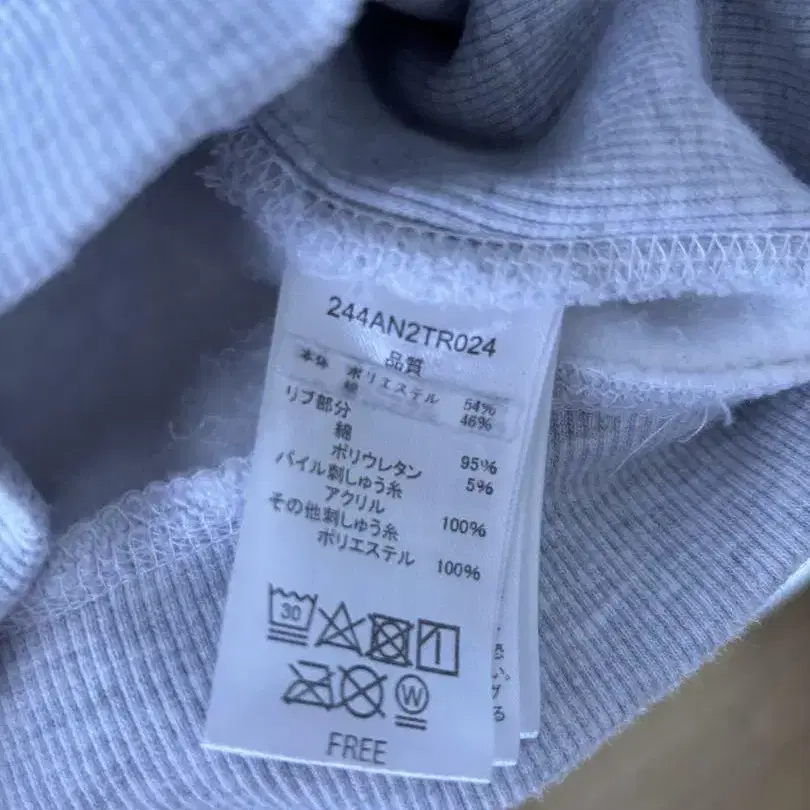 244AN2TR024
品質
本体 ポリエステル 54%
綿 46%
リブ部分
綿 95%
ポリウレタン 5%
パイル刺しゅう糸
アクリル 100%
その他刺しゅう糸
ポリエステル 100%
30
W
FREE